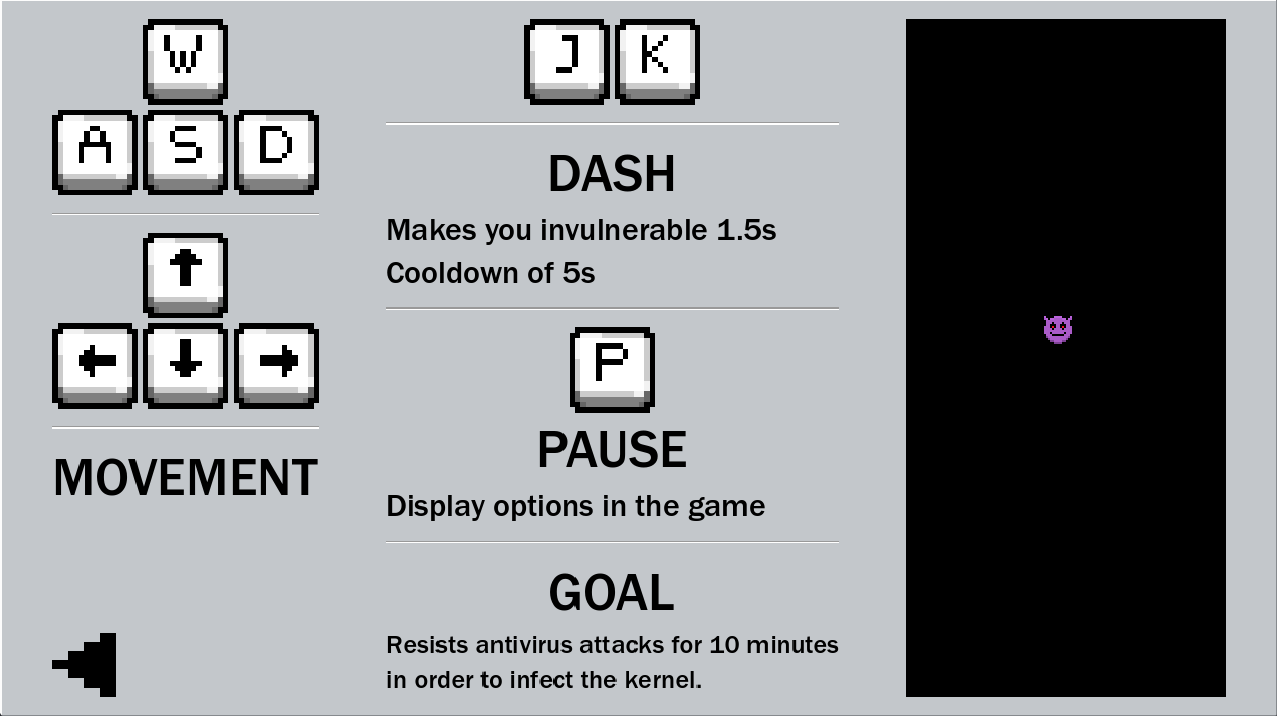 W
A S D
↑
← ↓ →
MOVEMENT
J K
DASH
Makes you invulnerable 1.5s
Cooldown of 5s
P
PAUSE
Display options in the game
GOAL
Resists antivirus attacks for 10 minutes
in order to infect the kernel.